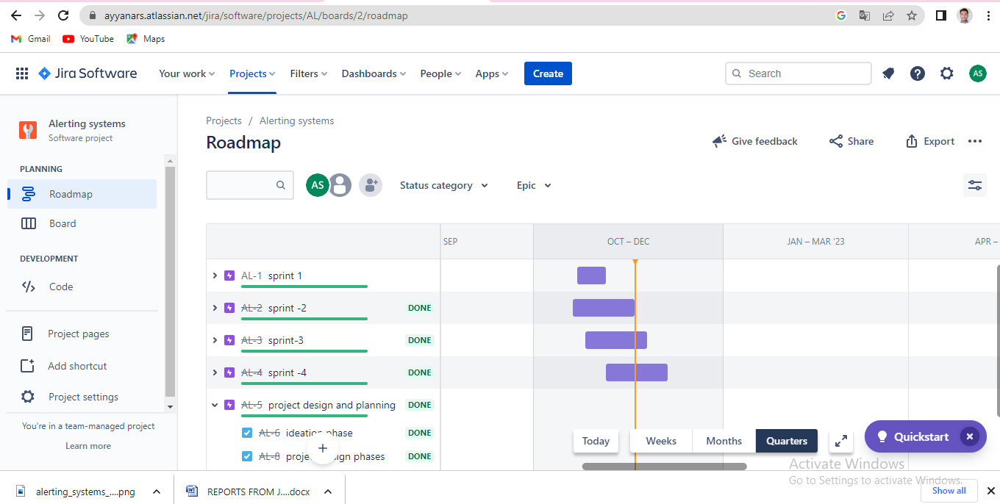 ayyanars.atlassian.net/jira/software/projects/AL/boards/2/roadmap
Gmail YouTube Maps
Jira Software Your work Projects Filters Dashboards People Apps Create Search AS
Alerting systems
Software project
PLANNING
Roadmap
Board
DEVELOPMENT
Code
Project pages
Add shortcut
Project settings
You're in a team-managed project
Learn more
Projects / Alerting systems
Roadmap
Give feedback Share Export
AS Status category Epic
SEP OCT – DEC JAN – MAR '23 APR –
AL-1 sprint 1
AL-2 sprint -2 DONE
AL-3 sprint-3 DONE
AL-4 sprint -4 DONE
AL-5 project design and planning DONE
AL-6 ideation phase DONE
AL-8 phases DONE
Today Weeks Months Quarters
Quickstart
Activate Windows
Go to Settings to activate Windows.
alerting_systems_....png REPORTS FROM J....docx Show all